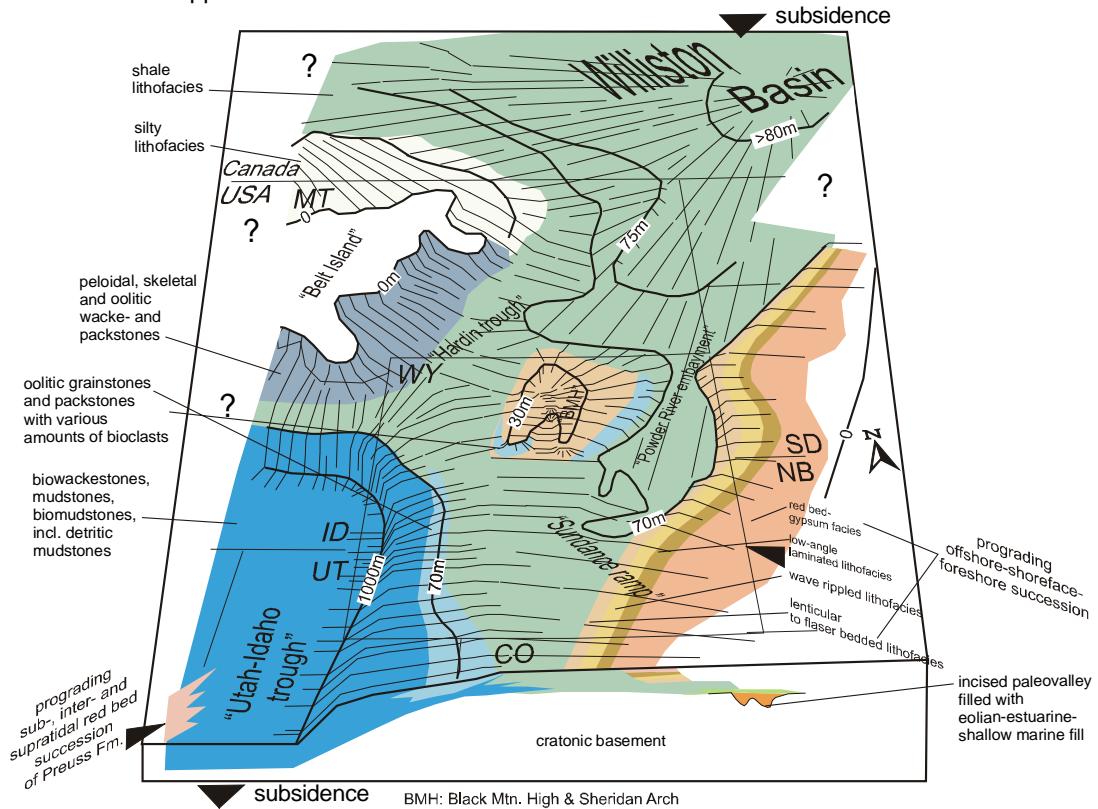 subsidence
Williston
Basin
shale
lithofacies
?
>80m
silty
lithofacies
Canada
USA
MT
0
?
?
75m
"Belt Island"
0m
peloidal, skeletal
and oolitic
wacke- and
packstones
"Hardin trough"
WY
"Powder River embayment"
oolitic grainstones
and packstones
with various
amounts of bioclasts
?
30m
BMH
SD
NB
0
N
biowackestones,
mudstones,
biomudstones,
incl. detritic
mudstones
ID
UT
1000m
70m
70m
"Sundance ramp"
red bed-
gypsum facies
low-angle
laminated lithofacies
wave rippled lithofacies
lenticular
to flaser bedded lithofacies
prograding
offshore-shoreface-
foreshore succession
"Utah-Idaho
trough"
CO
prograding
sub-, inter- and
supratidal red bed
succession
of Preuss Fm.
incised paleovalley
filled with
eolian-estuarine-
shallow marine fill
cratonic basement
subsidence
BMH: Black Mtn. High & Sheridan Arch